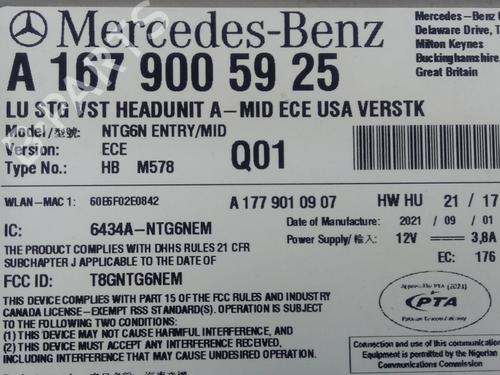 Mercedes-Benz
Mercedes-Benz
Delaware Drive, T
Milton Keynes
Buckinghamshire,
Great Britain
A 167 900 59 25
LU STG VST HEADUNIT A-MID ECE USA VERSTK
Model/型號: NTG6N ENTRY/MID
Version: ECE
Type No.: HB M578
Q01
WLAN-MAC 1: 60E6F02E0842
A 177 901 09 07
HW HU 21 / 17
Date of Manufacture: 2021 / 09 / 01
IC: 6434A-NTG6NEM
Power Supply/輸入: 12V 3,8A
THE PRODUCT COMPLIES WITH DHHS RULES 21 CFR
SUBCHAPTER J APPLICABLE TO THE DATE OF
EC: 176
FCC ID: T8GNTG6NEM
Approved by PTA (2021)
PTA
THIS DEVICE COMPLIES WITH PART 15 OF THE FCC RULES AND INDUSTRY
CANADA LICENSE-EXEMPT RSS STANDARD(S). OPERATION IS SUBJECT
TO THE FOLLOWING TWO CONDITIONS:
(1) THIS DEVICE MAY NOT CAUSE HARMFUL INTERFERENCE, AND
(2) THIS DEVICE MUST ACCEPT ANY INTERFERENCE RECEIVED,
INCLUDING INTERFERENCE THAT MAY CAUSE UNDESIRED OPERATION.
Connection and use of this communication
Equipment is permitted by the Nigerian